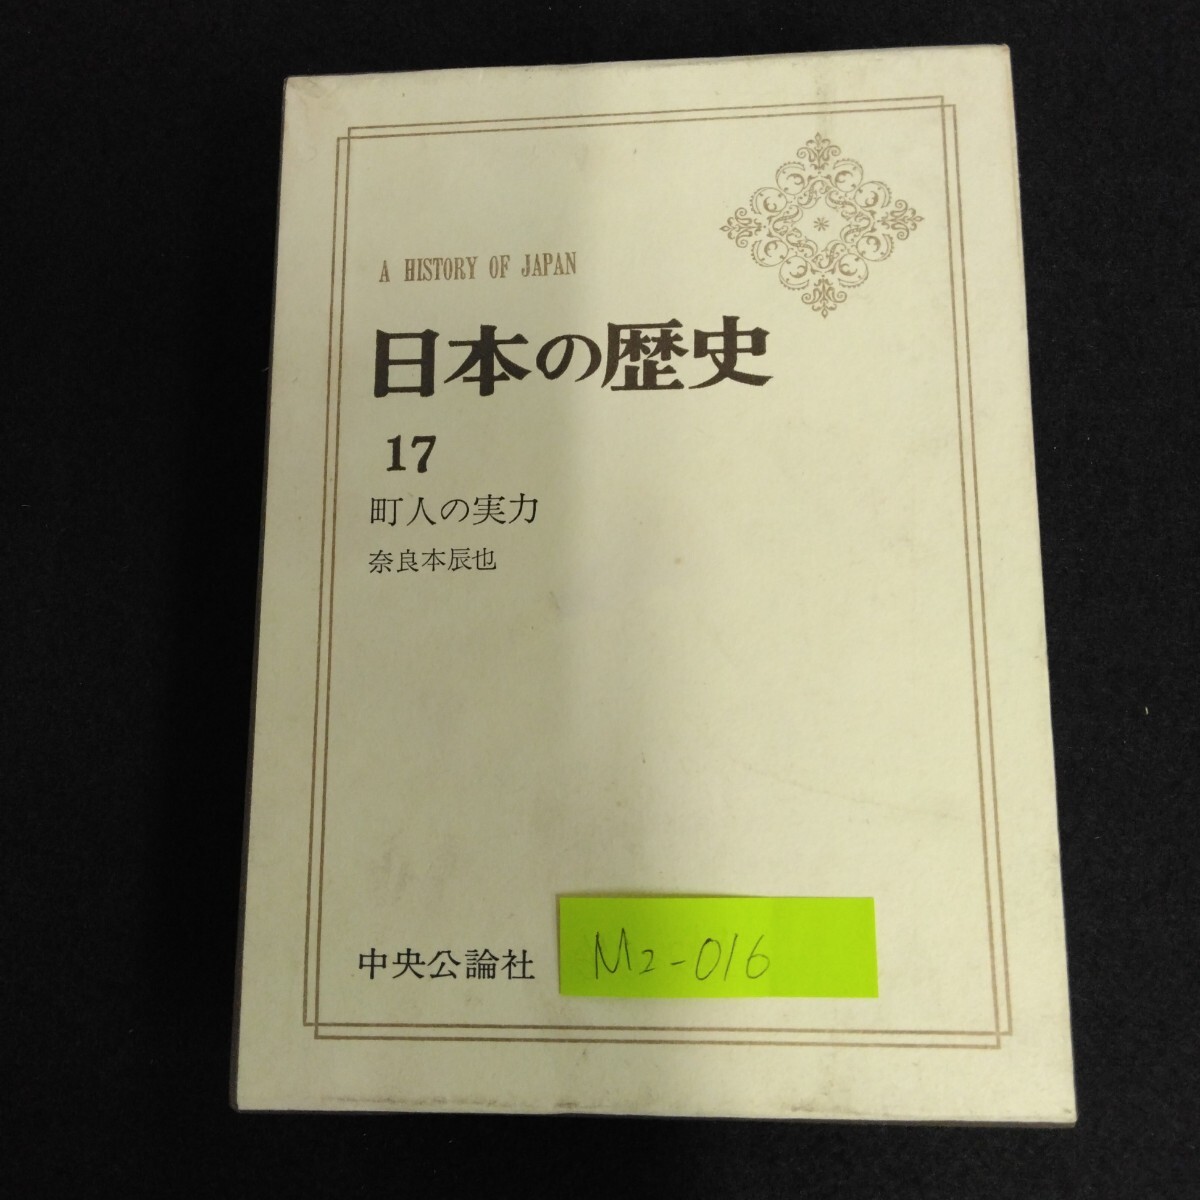 A HISTORY OF JAPAN
日本の歴史
17
町人の実力
奈良本辰也
中央公論社
M2-016